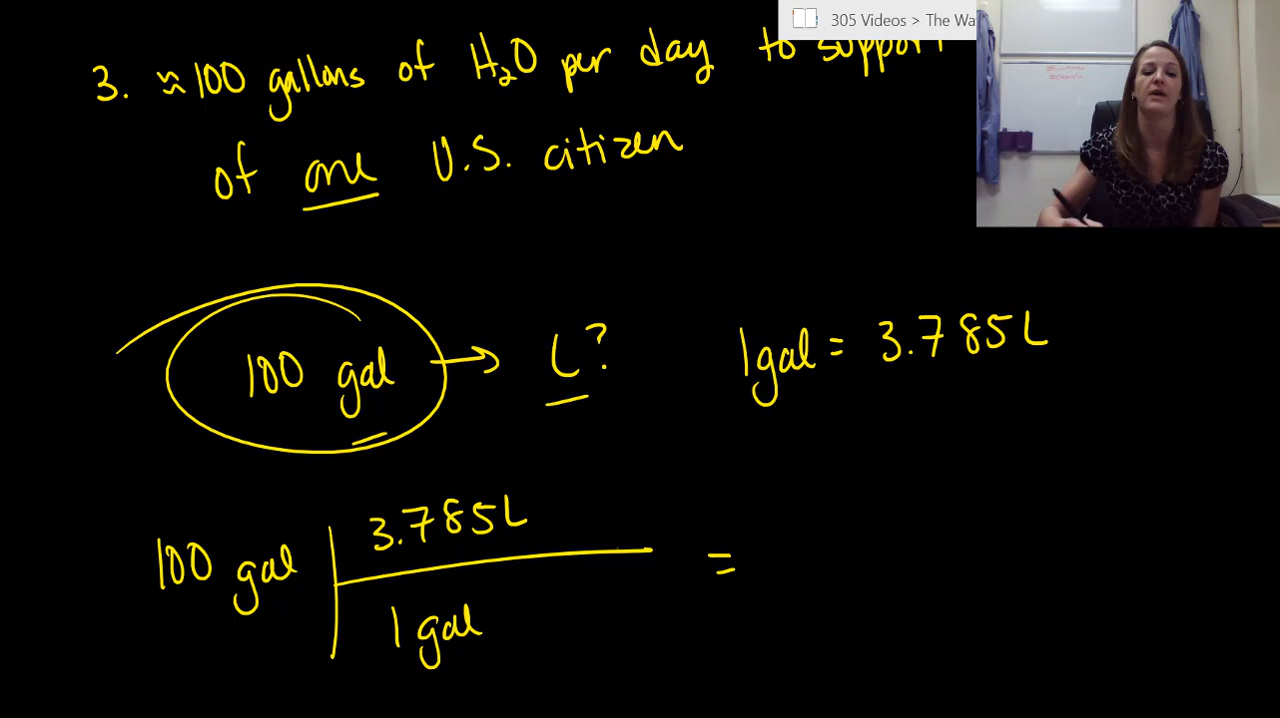 305 Videos > The Wa
3. ≈100 gallons of H₂O per day to support
of one U.S. citizen
100 gal → L? 1 gal = 3.785 L
100 gal | 3.785 L =
1 gal